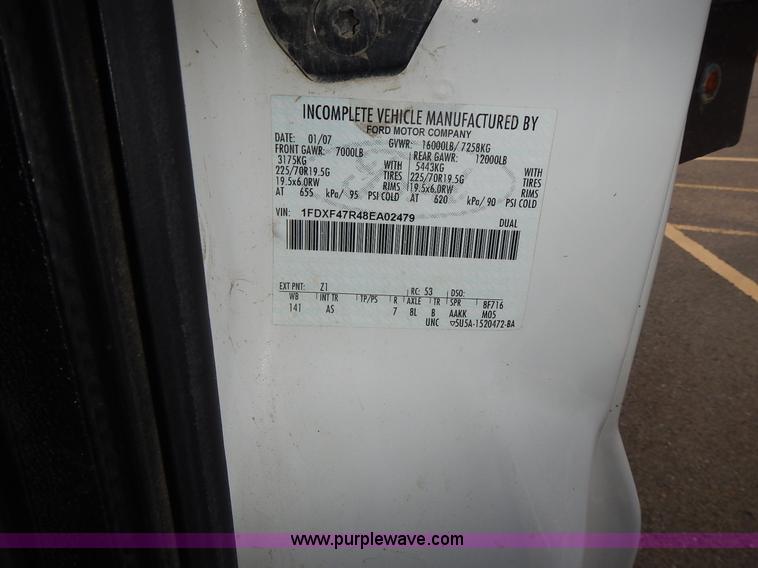 INCOMPLETE VEHICLE MANUFACTURED BY
FORD MOTOR COMPANY
DATE: 01/07 GVWR: 16000LB/ 7258KG
FRONT GAWR: 7000LB REAR GAWR: 12000LB
3175KG WITH 5443KG WITH
225/70R19.5G TIRES 225/70R19.5G TIRES
19.5x6.0RW RIMS 19.5x6.0RW RIMS
AT 655 kPa/ 95 PSI COLD AT 620 kPa/ 90 PSI COLD
VIN: 1FDXF47R48EA02479 DUAL
EXT PNT: Z1 RC: 53 DSO:
WB INT TR TP/PS R AXLE TR SPR BF716
141 AS 7 BL B AAKK M05
UNC ▽5U5A-1520472-BA
www.purplewave.com